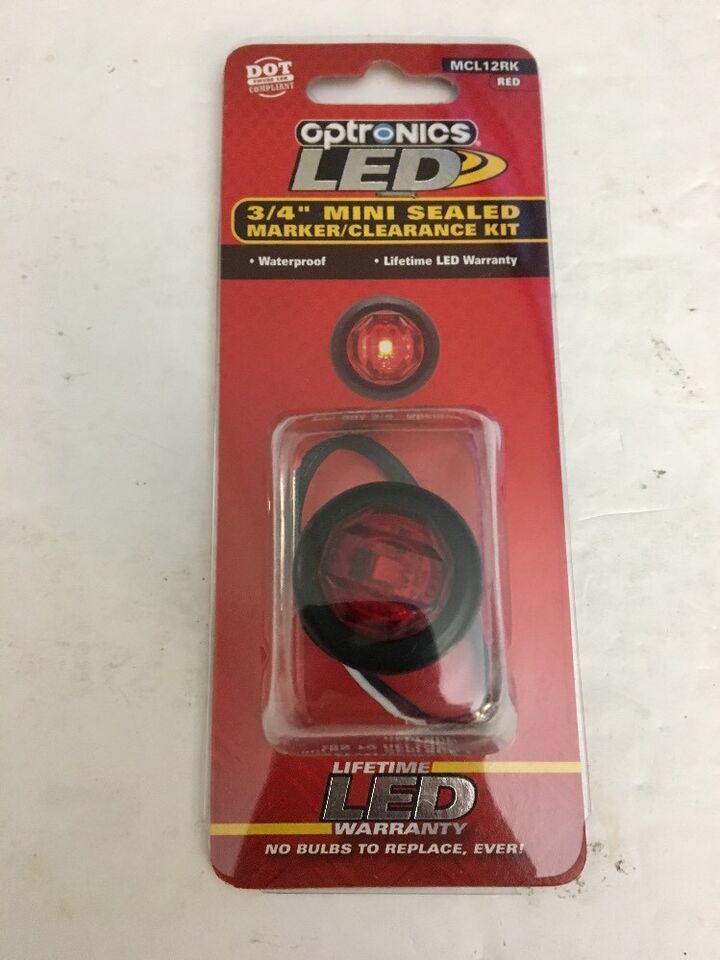 DOT
COMPLIANT
MCL12RK
RED
OPTRONICS
LED
3/4" MINI SEALED
MARKER/CLEARANCE KIT
• Waterproof • Lifetime LED Warranty
LIFETIME
LED
WARRANTY
NO BULBS TO REPLACE, EVER!